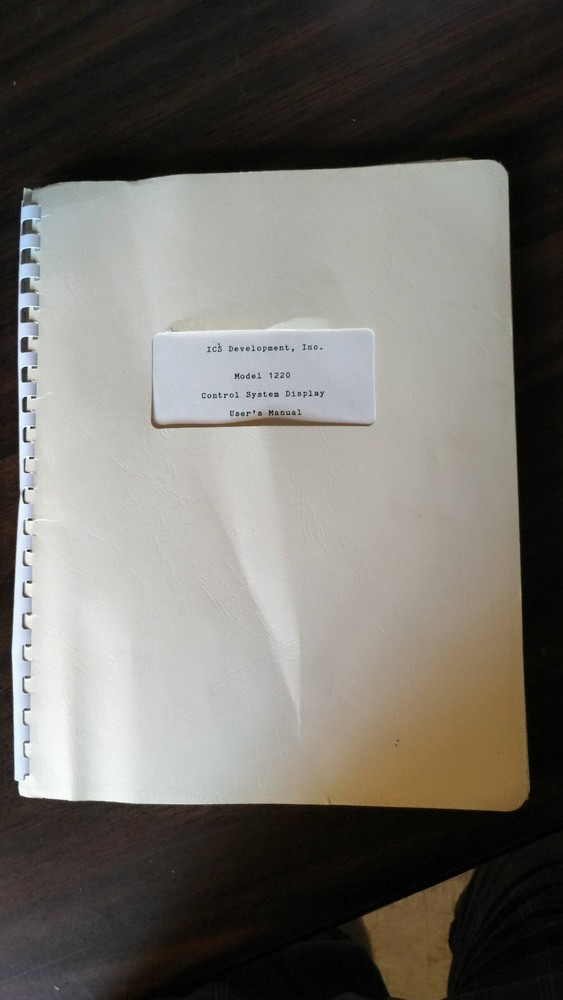 ICS Development, Inc.
Model 1220
Control System Display
User's Manual